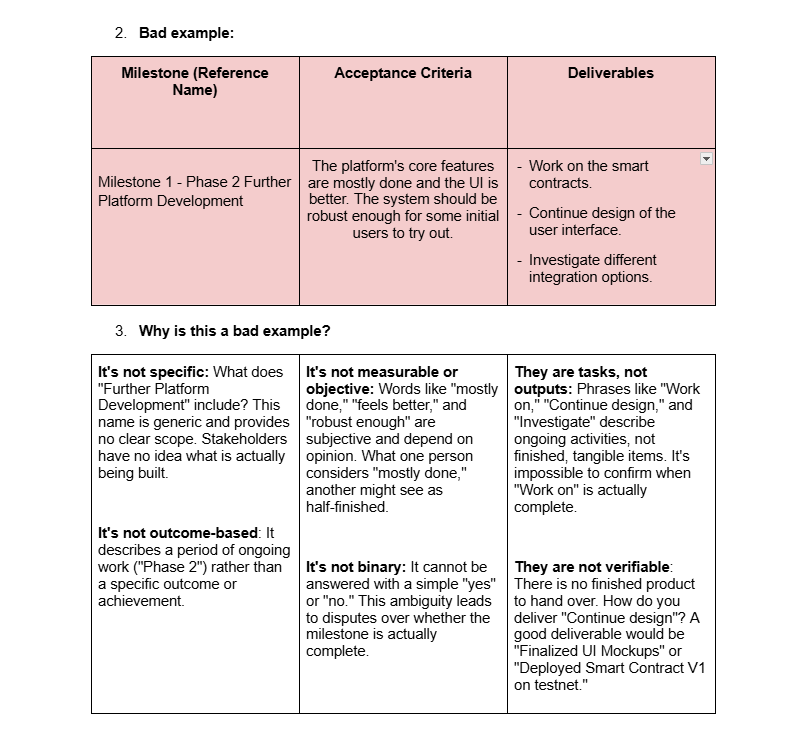 2. Bad example:
Milestone (Reference
Name)
Acceptance Criteria
Deliverables
Milestone 1 - Phase 2 Further
Platform Development
The platform's core features
are mostly done and the UI is
better. The system should be
robust enough for some initial
users to try out.
- Work on the smart
contracts.
- Continue design of the
user interface.
- Investigate different
integration options.
3. Why is this a bad example?
It's not specific: What does
"Further Platform
Development" include? This
name is generic and provides
no clear scope. Stakeholders
have no idea what is actually
being built.
It's not outcome-based: It
describes a period of ongoing
work ("Phase 2") rather than
a specific outcome or
achievement.
It's not measurable or
objective: Words like "mostly
done," "feels better," and
"robust enough" are
subjective and depend on
opinion. What one person
considers "mostly done,"
another might see as
half-finished.
It's not binary: It cannot be
answered with a simple "yes"
or "no." This ambiguity leads
to disputes over whether the
milestone is actually
complete.
They are tasks, not
outputs: Phrases like "Work
on," "Continue design," and
"Investigate" describe
ongoing activities, not
finished, tangible items. It's
impossible to confirm when
"Work on" is actually
complete.
They are not verifiable:
There is no finished product
to hand over. How do you
deliver "Continue design"? A
good deliverable would be
"Finalized UI Mockups" or
"Deployed Smart Contract V1
on testnet."